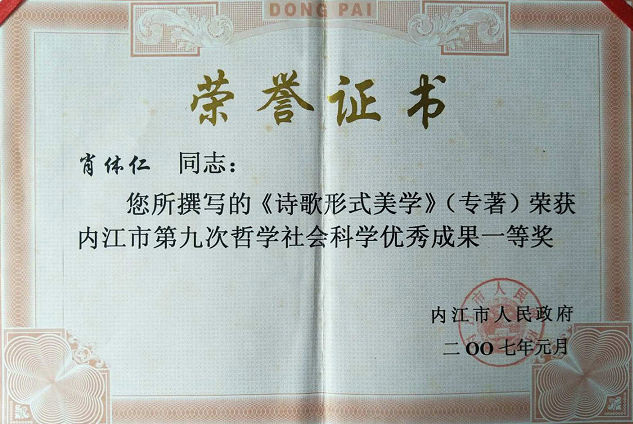 DONG PAI
荣誉证书
肖体仁 同志：
您所撰写的《诗歌形式美学》（专著）荣获
内江市第九次哲学社会科学优秀成果一等奖
内江市人民政府
二OO七年元月